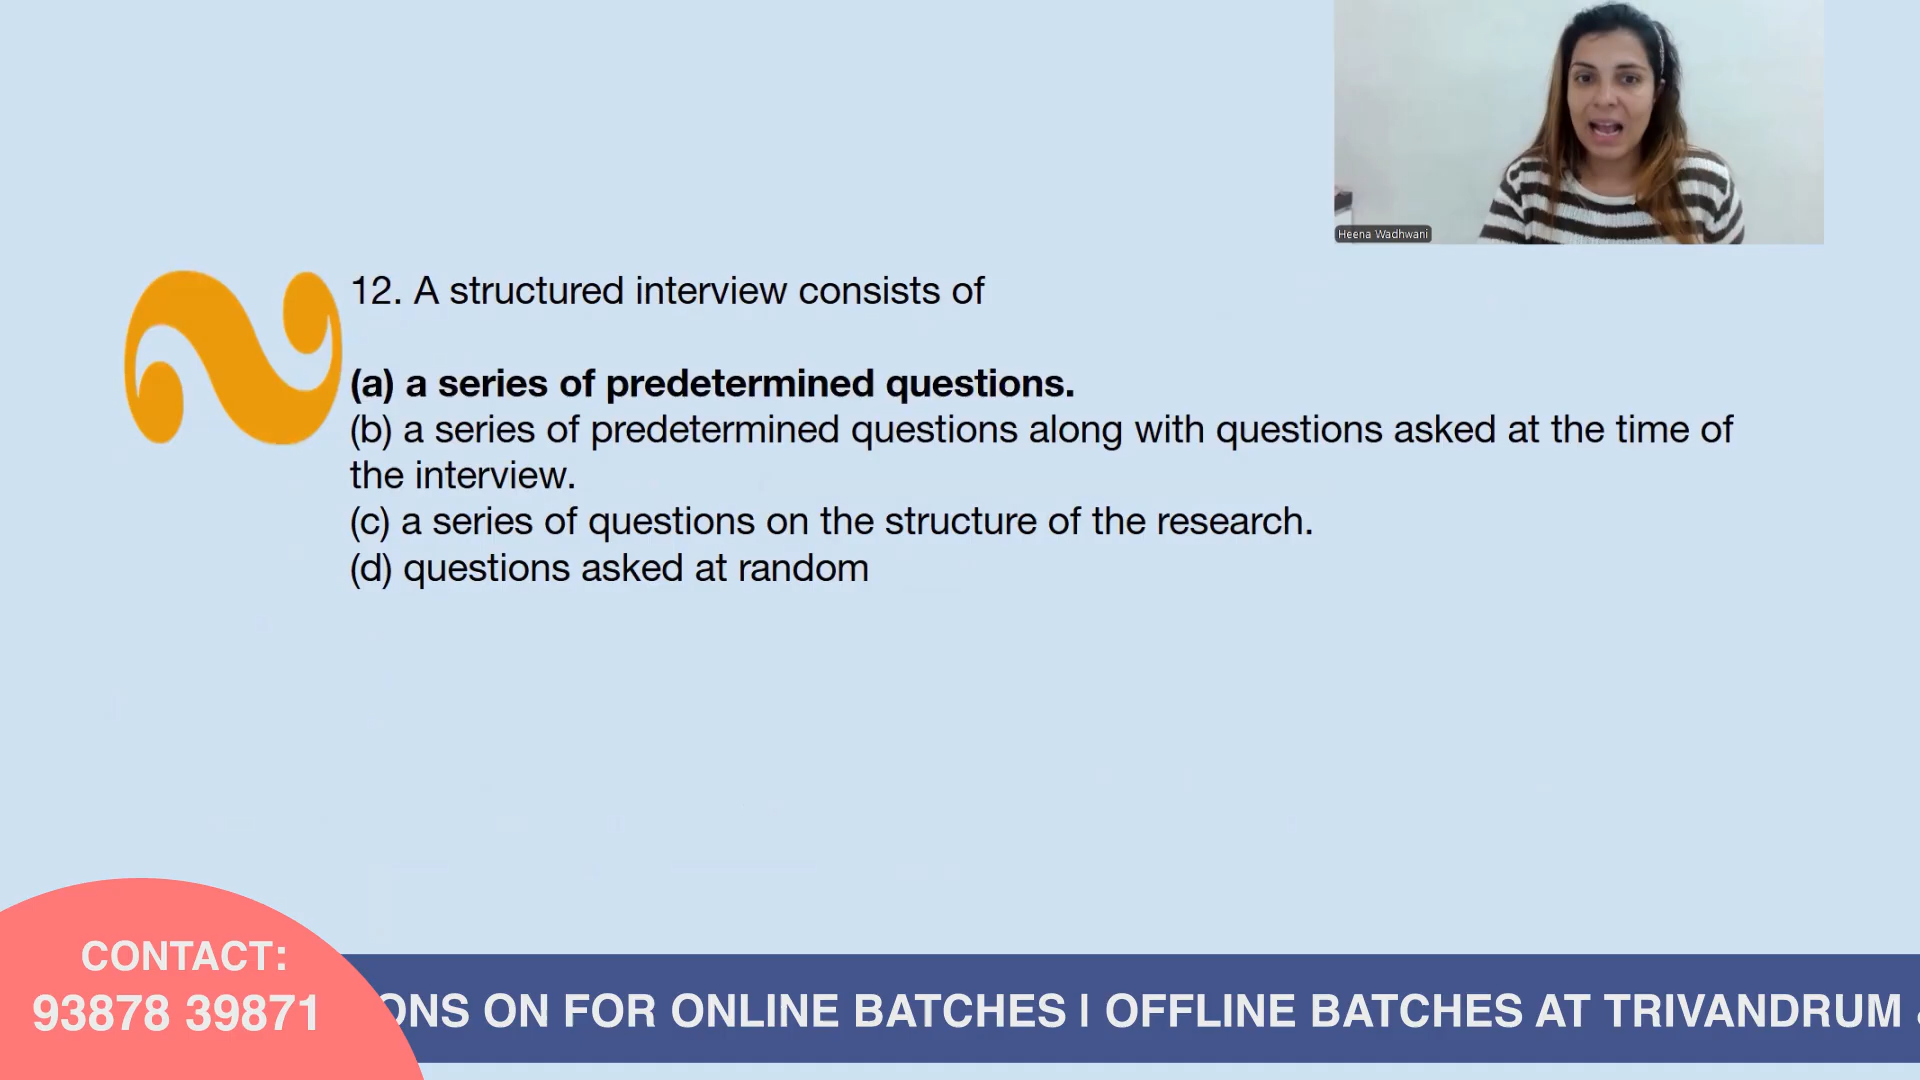 Heena Wadhwani
12. A structured interview consists of
(a) a series of predetermined questions.
(b) a series of predetermined questions along with questions asked at the time of
the interview.
(c) a series of questions on the structure of the research.
(d) questions asked at random
CONTACT:
93878 39871
ONS ON FOR ONLINE BATCHES | OFFLINE BATCHES AT TRIVANDRUM